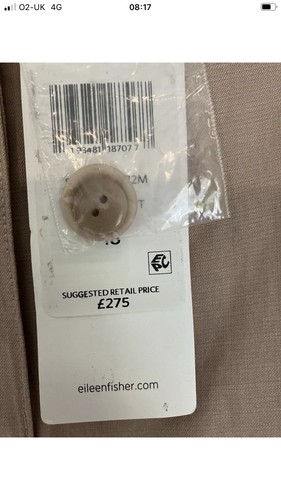 O2-UK 4G 08:17
SUGGESTED RETAIL PRICE
£275
eileenfisher.com